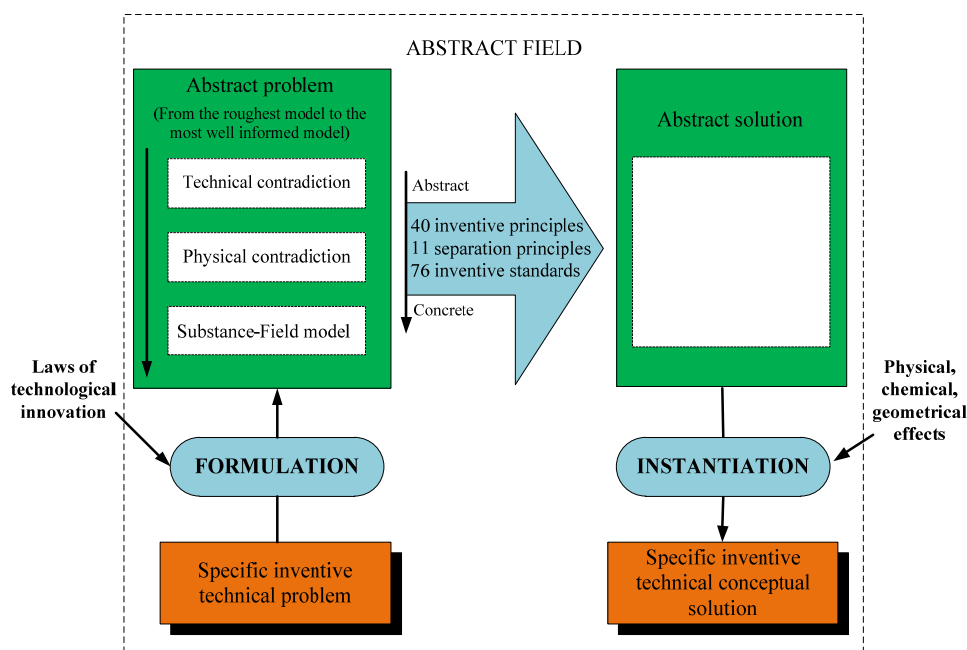 ABSTRACT FIELD
Abstract problem
(From the roughest model to the
most well informed model)
Technical contradiction
Physical contradiction
Substance-Field model
Abstract
40 inventive principles
11 separation principles
76 inventive standards
Concrete
Abstract solution
Laws of
technological
innovation
FORMULATION
Specific inventive
technical problem
Physical,
chemical,
geometrical
effects
INSTANTIATION
Specific inventive
technical conceptual
solution